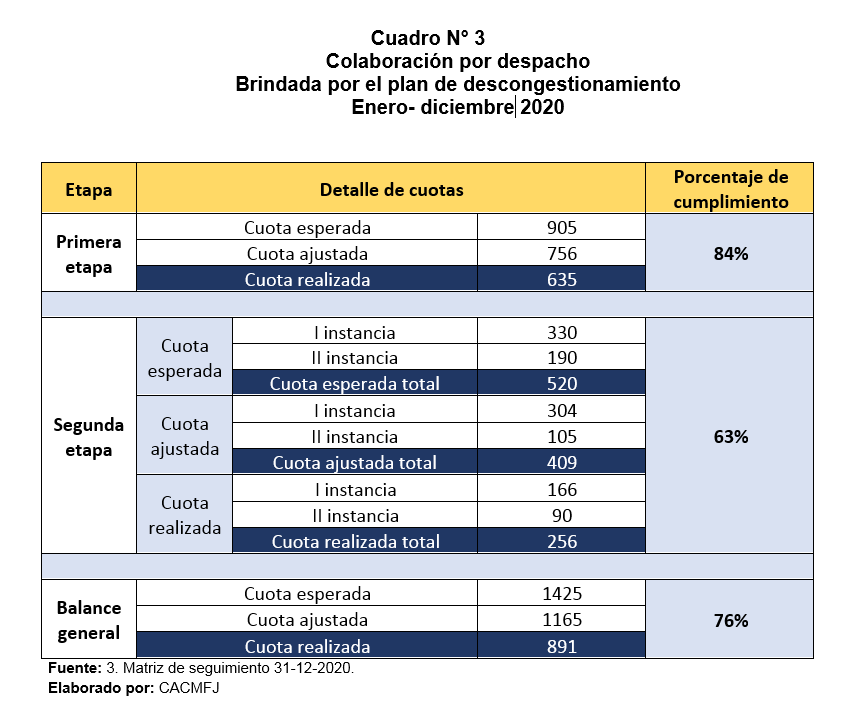 Cuadro N° 3
Colaboración por despacho
Brindada por el plan de descongestionamiento
Enero- diciembre 2020
Etapa Detalle de cuotas Porcentaje de
cumplimiento
Primera
etapa
Cuota esperada 905
Cuota ajustada 756
Cuota realizada 635
84%
Segunda
etapa
Cuota
esperada
I instancia 330
II instancia 190
Cuota esperada total 520
Cuota
ajustada
I instancia 304
II instancia 105
Cuota ajustada total 409
Cuota
realizada
I instancia 166
II instancia 90
Cuota realizada total 256
63%
Balance
general
Cuota esperada 1425
Cuota ajustada 1165
Cuota realizada 891
76%
Fuente: 3. Matriz de seguimiento 31-12-2020.
Elaborado por: CACMFJ